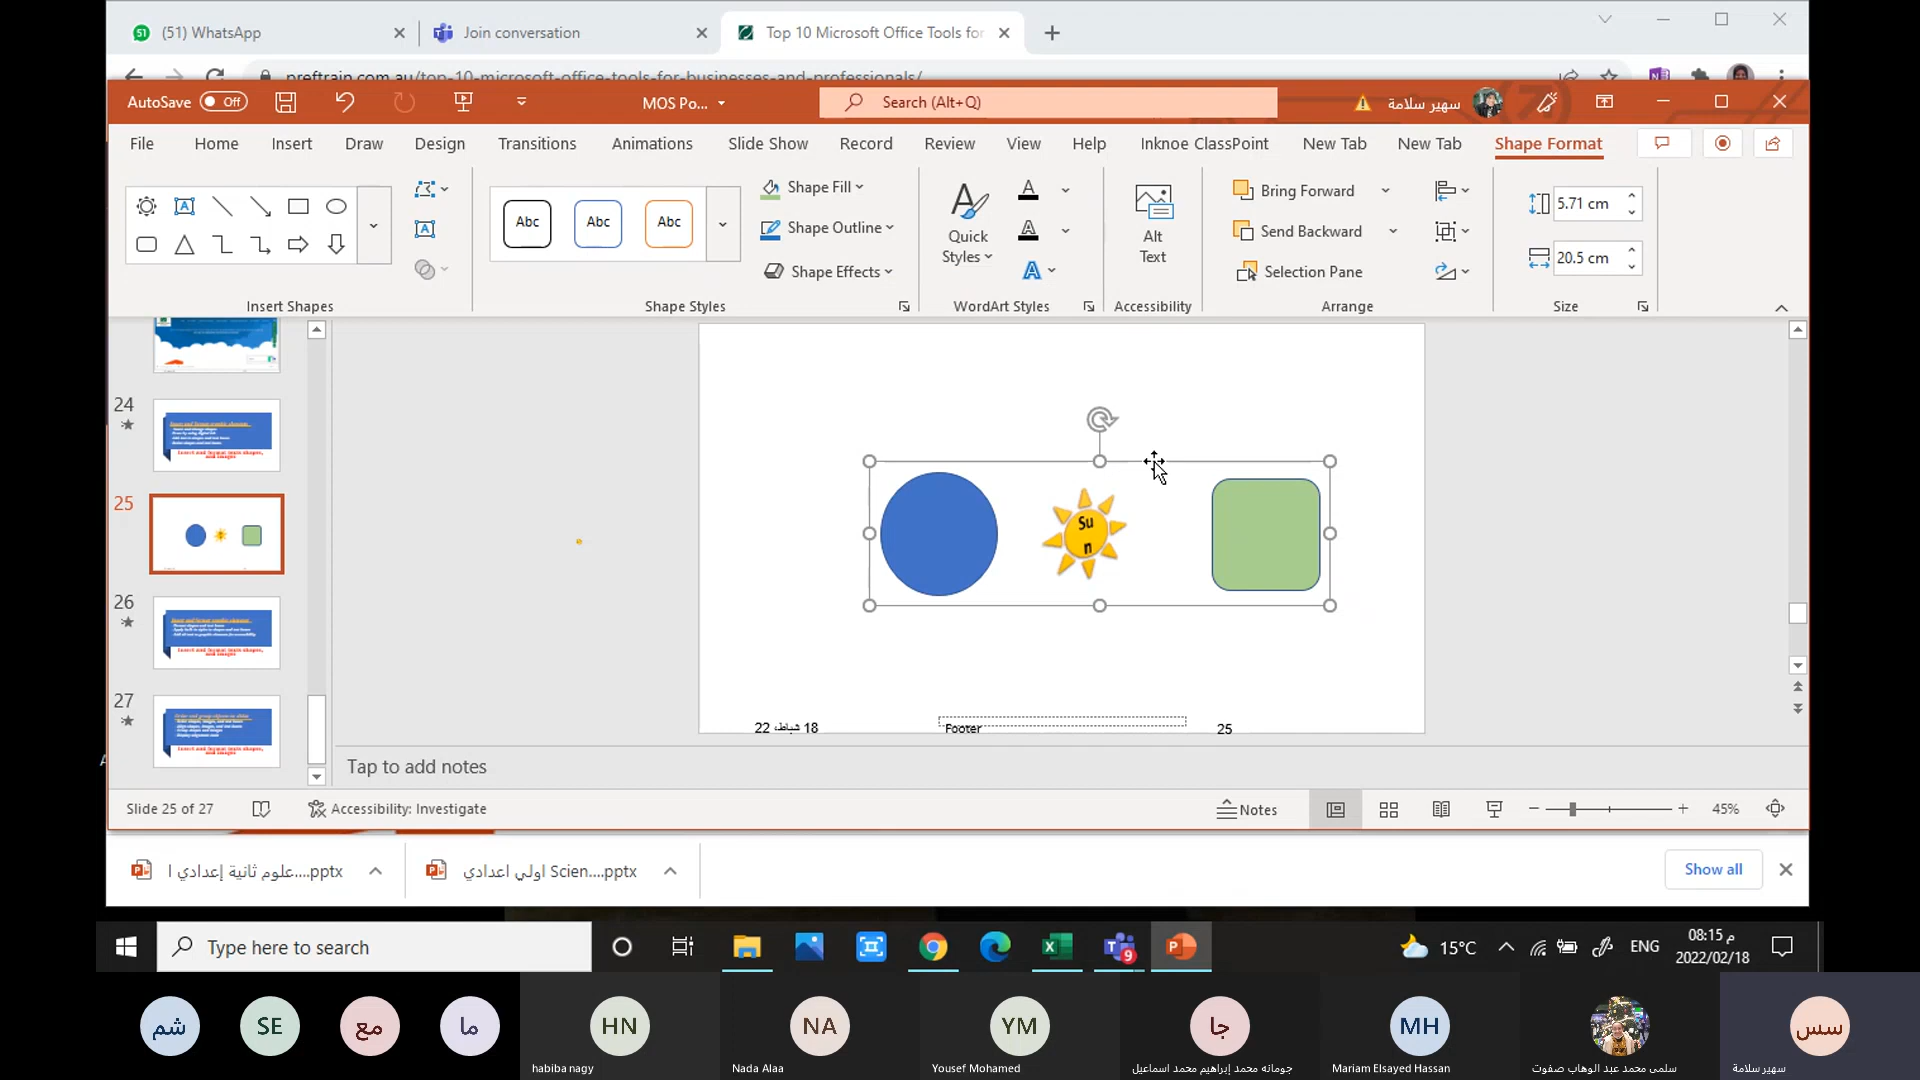 (51) WhatsApp
Join conversation
Top 10 Microsoft Office Tools for
preftrain.com.au/top-10-microsoft-office-tools-for-businesses-and-professionals/
AutoSave Off
MOS Po...
Search (Alt+Q)
سهير سلامة
File Home Insert Draw Design Transitions Animations Slide Show Record Review View Help Inknoe ClassPoint New Tab New Tab Shape Format
Abc Abc Abc
Shape Fill
Shape Outline
Shape Effects
Quick Styles
Alt Text
Bring Forward
Send Backward
Selection Pane
5.71 cm
20.5 cm
Insert Shapes
Shape Styles
WordArt Styles
Accessibility
Arrange
Size
24
25
26
27
Su
n
18 شباط، 22
Footer
25
Tap to add notes
Slide 25 of 27
Accessibility: Investigate
Notes
45%
علوم ثانية إعدادي ا....pptx
اولي اعدادي Scien....pptx
Show all
Type here to search
9
15°C
ENG
08:15 م
2022/02/18
شم
SE
مع
ما
HN
NA
YM
جا
MH
سس
habiba nagy
Nada Alaa
Yousef Mohamed
جومانه محمد إبراهيم محمد اسماعيل
Mariam Elsayed Hassan
سلمى محمد عبد الوهاب صفوت
سهير سلامة